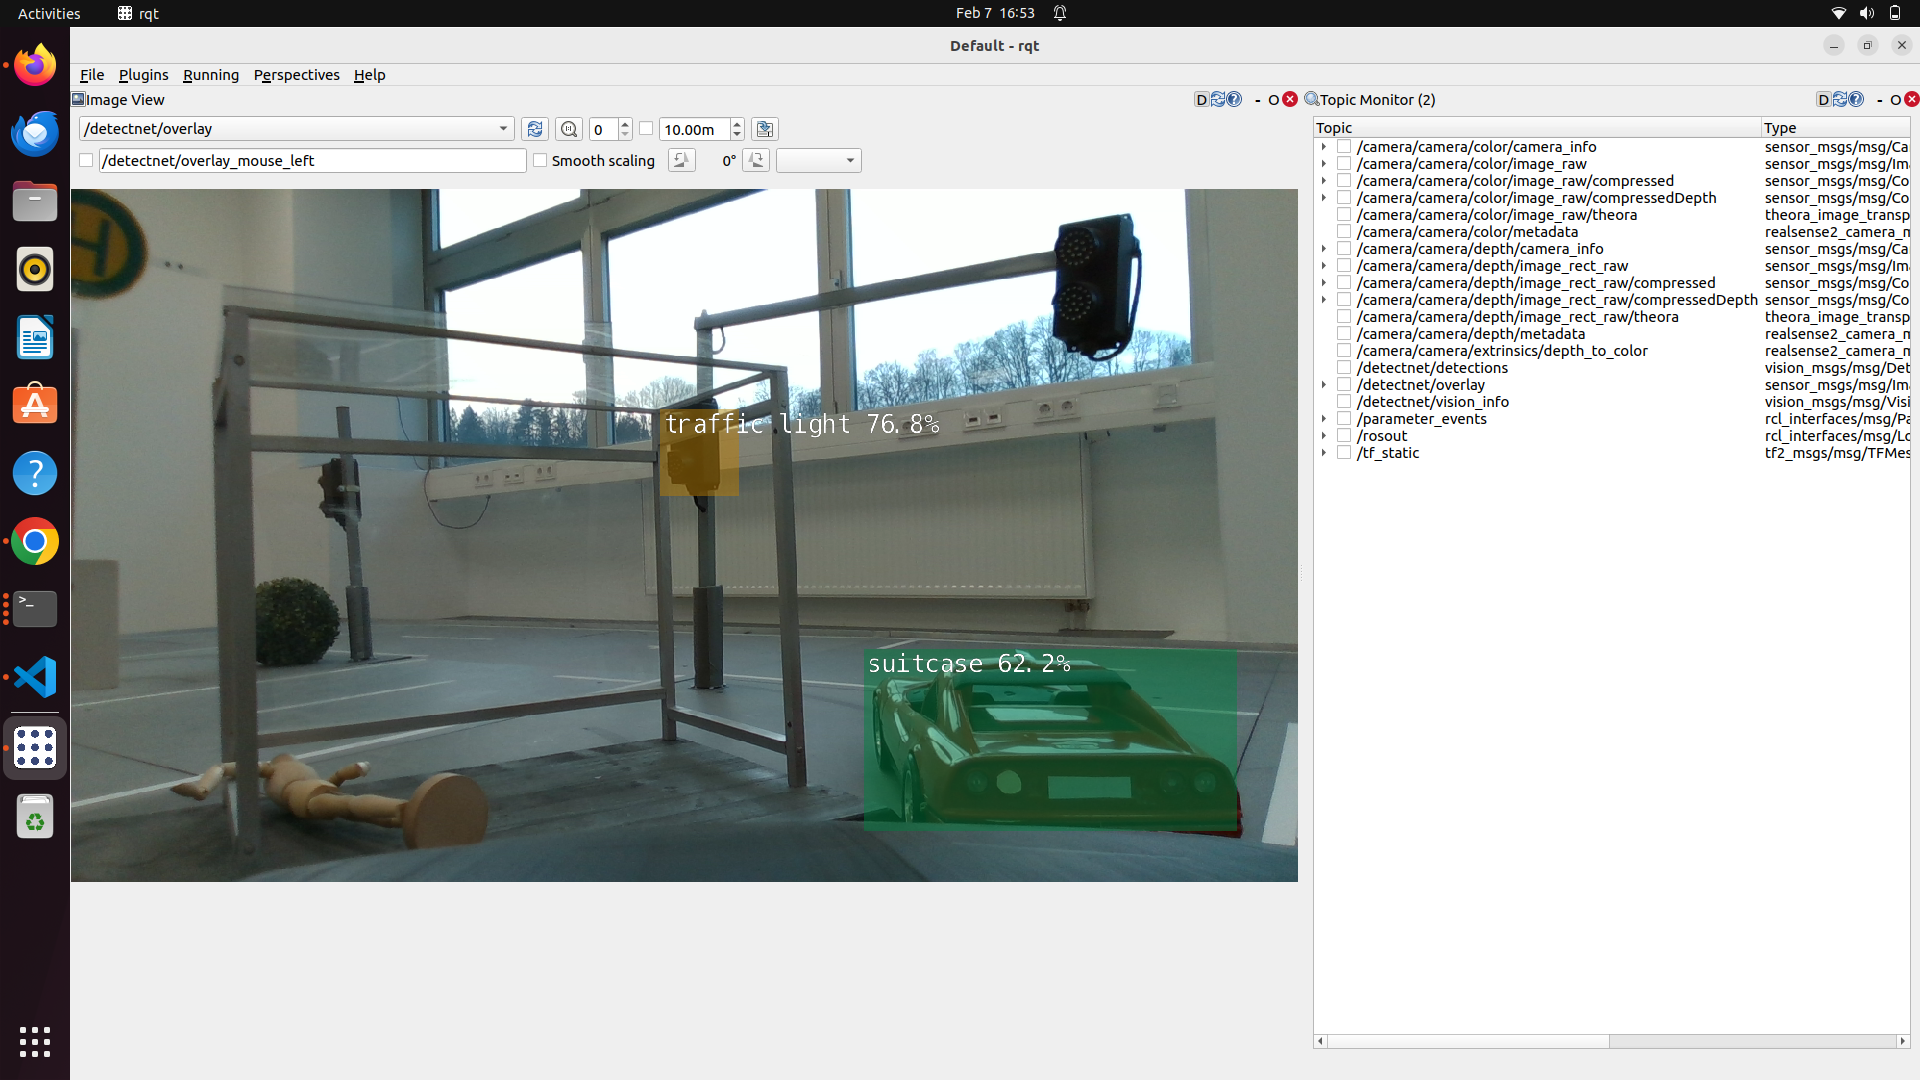 Activities
rqt
Feb 7 16:53
Default - rqt
File Plugins Running Perspectives Help
Image View
D
- O
/detectnet/overlay
0
10.00m
/detectnet/overlay_mouse_left
Smooth scaling
0°
H
traffic light 76.8%
suitcase 62.2%
Topic Monitor (2)
D
- O
Topic Type
/camera/camera/color/camera_info sensor_msgs/msg/Ca
/camera/camera/color/image_raw sensor_msgs/msg/Ima
/camera/camera/color/image_raw/compressed sensor_msgs/msg/Co
/camera/camera/color/image_raw/compressedDepth sensor_msgs/msg/Co
/camera/camera/color/image_raw/theora theora_image_transp
/camera/camera/color/metadata realsense2_camera_m
/camera/camera/depth/camera_info sensor_msgs/msg/Ca
/camera/camera/depth/image_rect_raw sensor_msgs/msg/Ima
/camera/camera/depth/image_rect_raw/compressed sensor_msgs/msg/Co
/camera/camera/depth/image_rect_raw/compressedDepth sensor_msgs/msg/Co
/camera/camera/depth/image_rect_raw/theora theora_image_transp
/camera/camera/depth/metadata realsense2_camera_m
/camera/camera/extrinsics/depth_to_color realsense2_camera_m
/detectnet/detections vision_msgs/msg/Det
/detectnet/overlay sensor_msgs/msg/Ima
/detectnet/vision_info vision_msgs/msg/Visi
/parameter_events rcl_interfaces/msg/Pa
/rosout rcl_interfaces/msg/Lo
/tf_static tf2_msgs/msg/TFMes